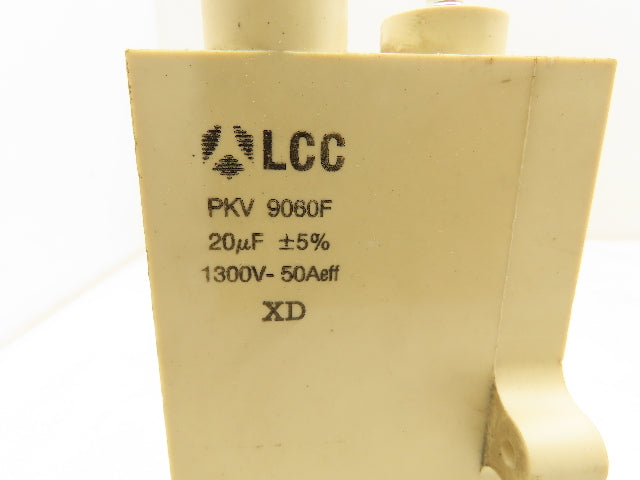 LCC
PKV 9060F
20µF ±5%
1300V- 50Aeff
XD